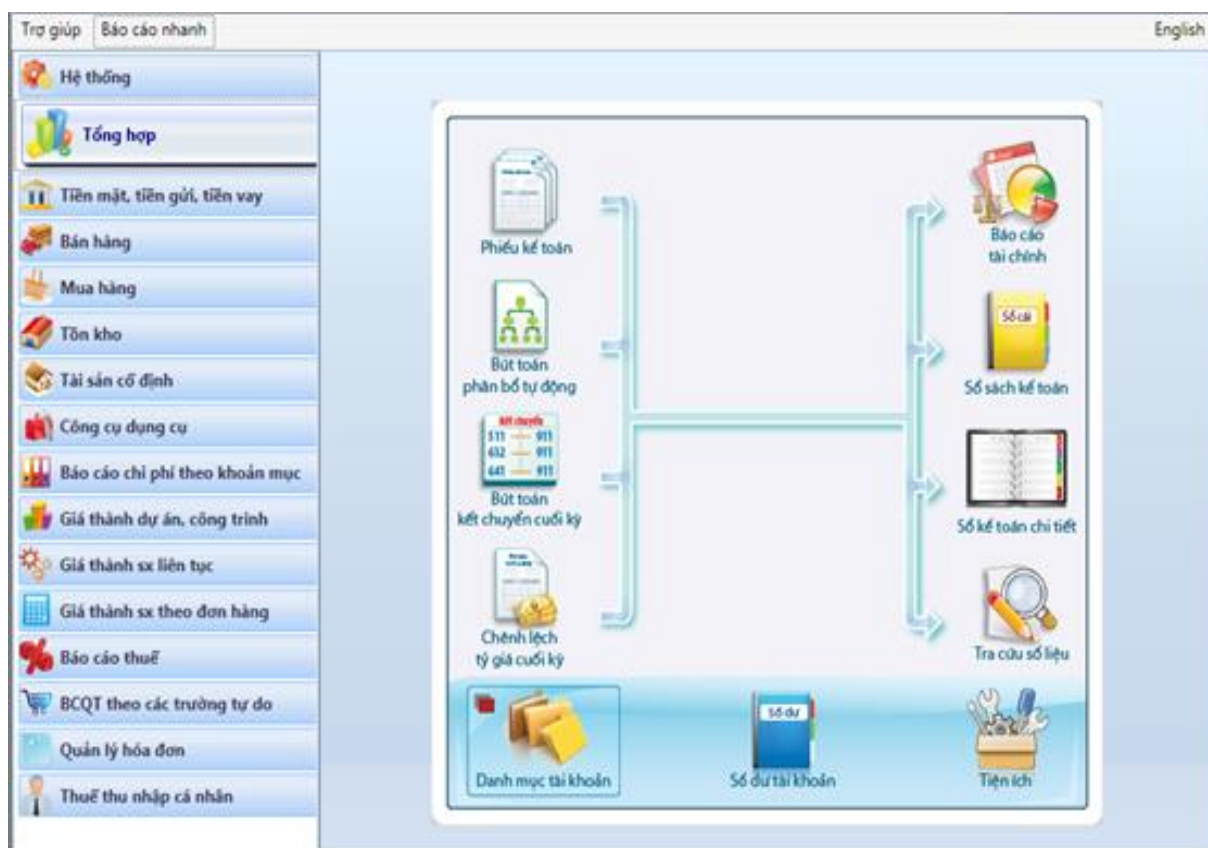 Trợ giúp
Báo cáo nhanh
English
Hệ thống
Tổng hợp
Tiền mặt, tiền gửi, tiền vay
Bán hàng
Mua hàng
Tồn kho
Tài sản cố định
Công cụ dụng cụ
Báo cáo chi phí theo khoản mục
Giá thành dự án, công trình
Giá thành sx liên tục
Giá thành sx theo đơn hàng
Báo cáo thuế
BCQT theo các trường tự do
Quản lý hóa đơn
Thuế thu nhập cá nhân
Phiếu kế toán
Bút toán
phân bổ tự động
Kết chuyển
511 911
632 911
641 911
Bút toán
kết chuyển cuối kỳ
Chênh lệch
tỷ giá cuối kỳ
Báo cáo
tài chính
Sổ cái
Sổ sách kế toán
Sổ kế toán chi tiết
Tra cứu số liệu
Danh mục tài khoản
Số dư
Số dư tài khoản
Tiện ích